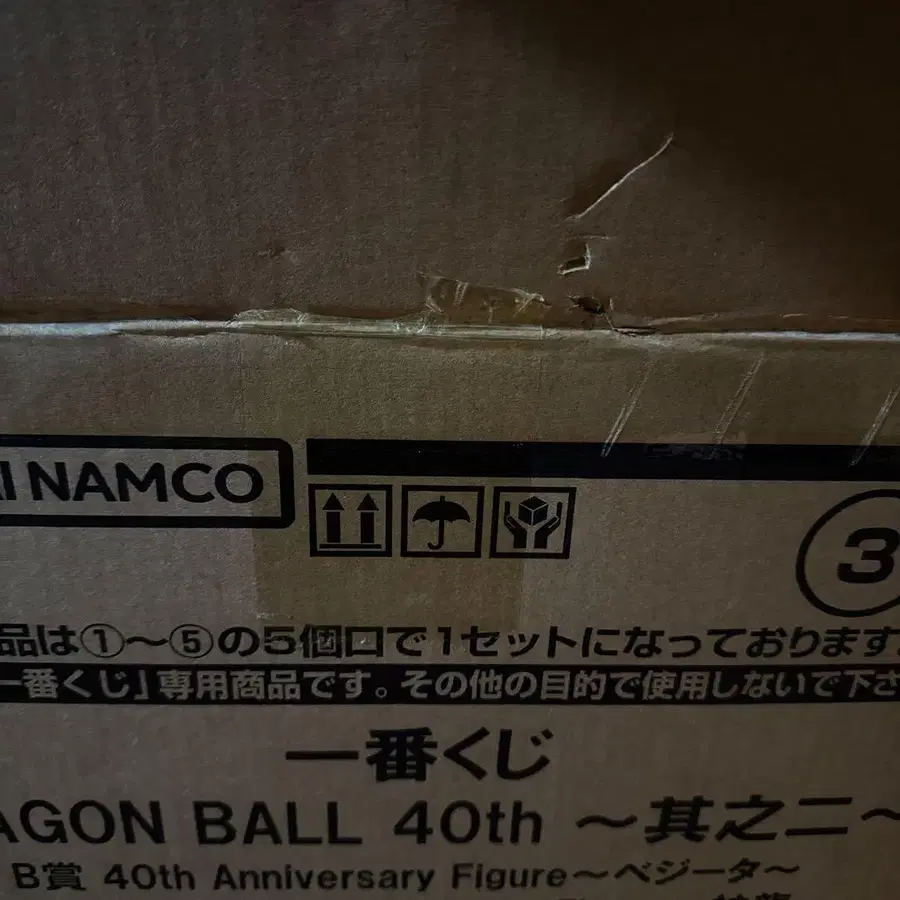 AI NAMCO
3
品は①～⑤の5個口で1セットになっております。
一番くじ」専用商品です。その他の目的で使用しないで下さ
一番くじ
AGON BALL 40th ～其之二～
B賞 40th Anniversary Figure～ベジータ～